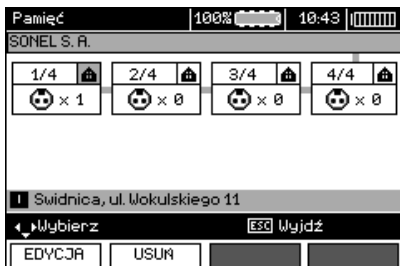 Pamięć 100% 10:43
SONEL S. A.
1/4 2/4 3/4 4/4
x 1 x 0 x 0 x 0
I Swidnica, ul. Wokulskiego 11
Wybierz ESC Wyjdź
EDYCJA USUŃ